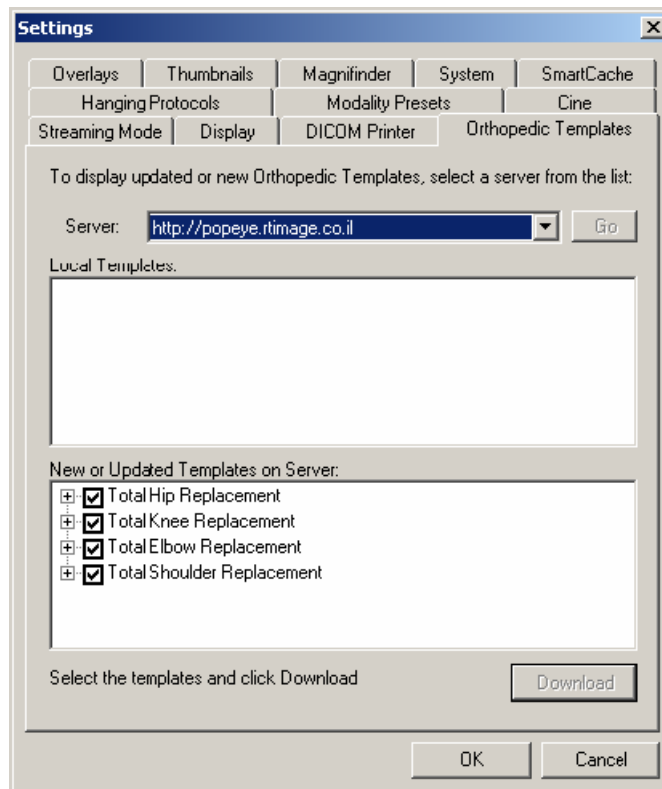 Settings
Overlays Thumbnails Magnifinder System SmartCache
Hanging Protocols Modality Presets Cine
Streaming Mode Display DICOM Printer Orthopedic Templates
To display updated or new Orthopedic Templates, select a server from the list:
Server: http://popeye.rtimage.co.il Go
Local Templates:
New or Updated Templates on Server:
Total Hip Replacement
Total Knee Replacement
Total Elbow Replacement
Total Shoulder Replacement
Select the templates and click Download Download
OK Cancel